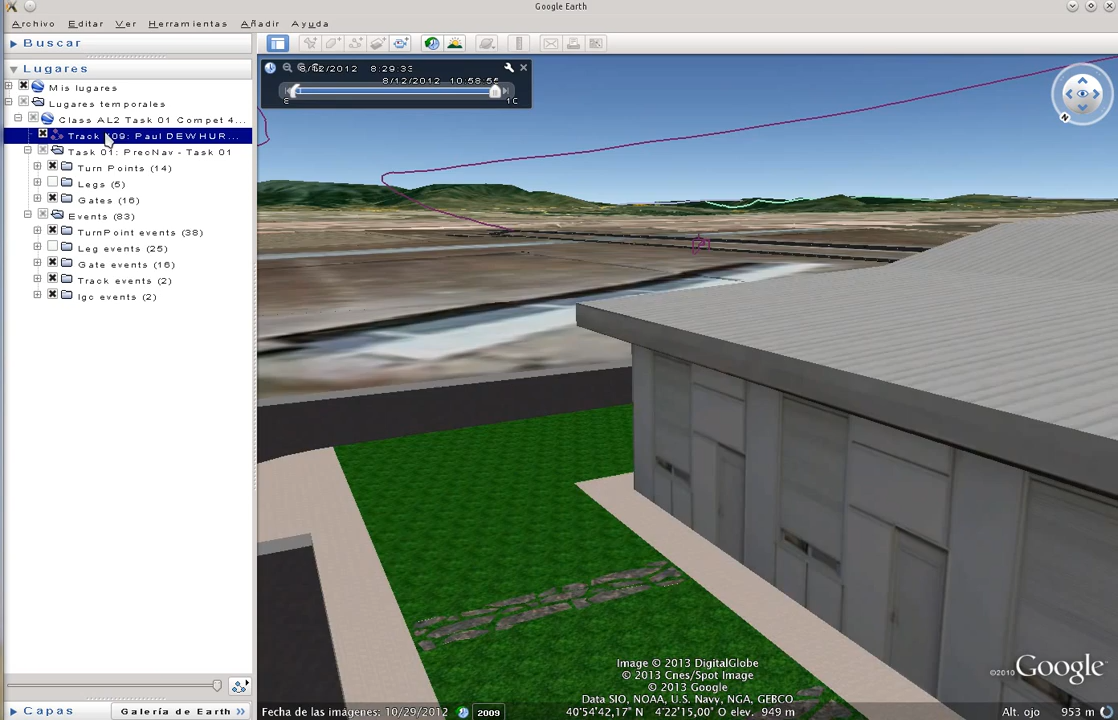 Google Earth
Archivo Editar Ver Herramientas Añadir Ayuda
Buscar
Lugares
Mis lugares
Lugares temporales
Class AL2 Task 01 Compet 4...
Track 09: Paul DEWHUR...
Task 01: PrecNav - Task 01
Turn Points (14)
Legs (5)
Gates (16)
Events (83)
TurnPoint events (38)
Leg events (25)
Gate events (16)
Track events (2)
Igc events (2)
8/12/2012 8:29:33
8/12/2012 10:58:55
N
Image © 2013 DigitalGlobe
© 2013 Cnes/Spot Image
© 2013 Google
Data SIO, NOAA, U.S. Navy, NGA, GEBCO
©2010 Google
Capas
Galería de Earth »
Fecha de las imágenes: 10/29/2012 2009 40°54'42,17" N 4°22'15,00" O elev. 949 m Alt. ojo 953 m